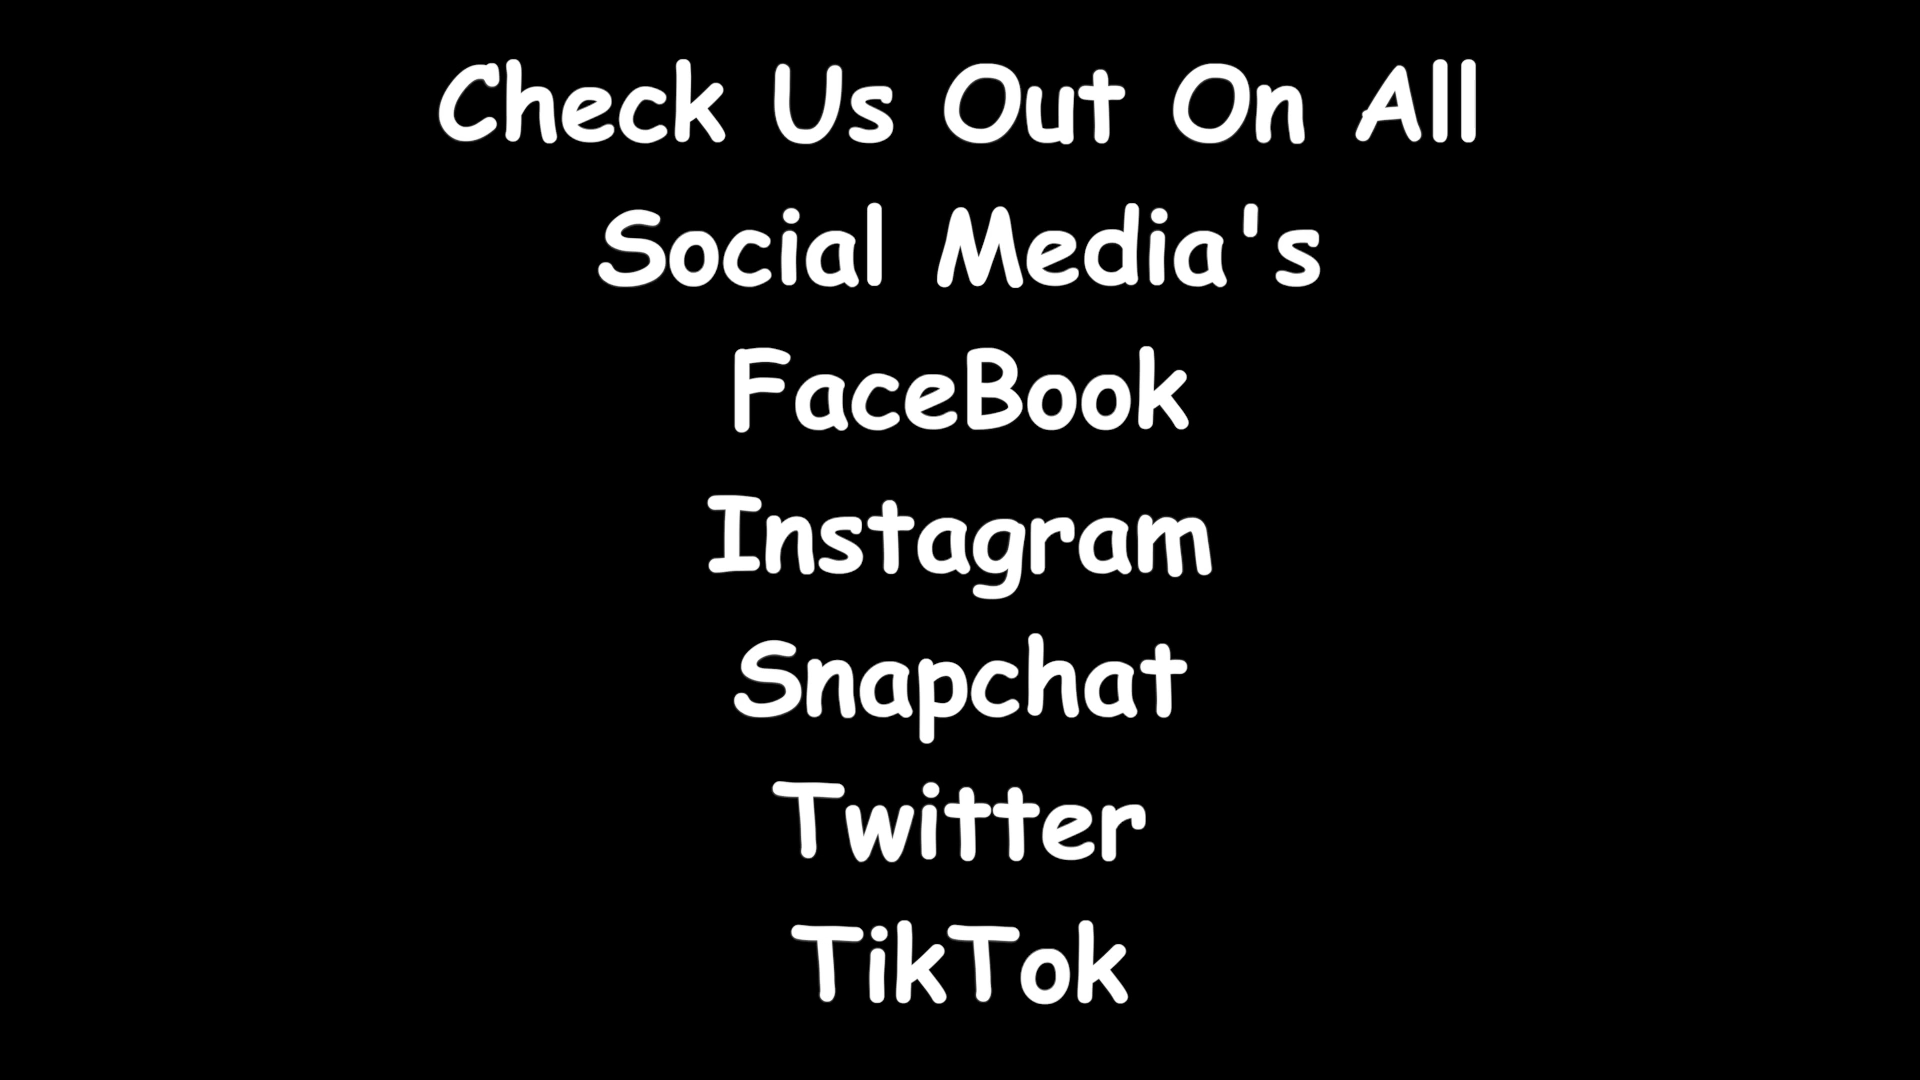 Check Us Out On All
Social Media's
FaceBook
Instagram
Snapchat
Twitter
TikTok